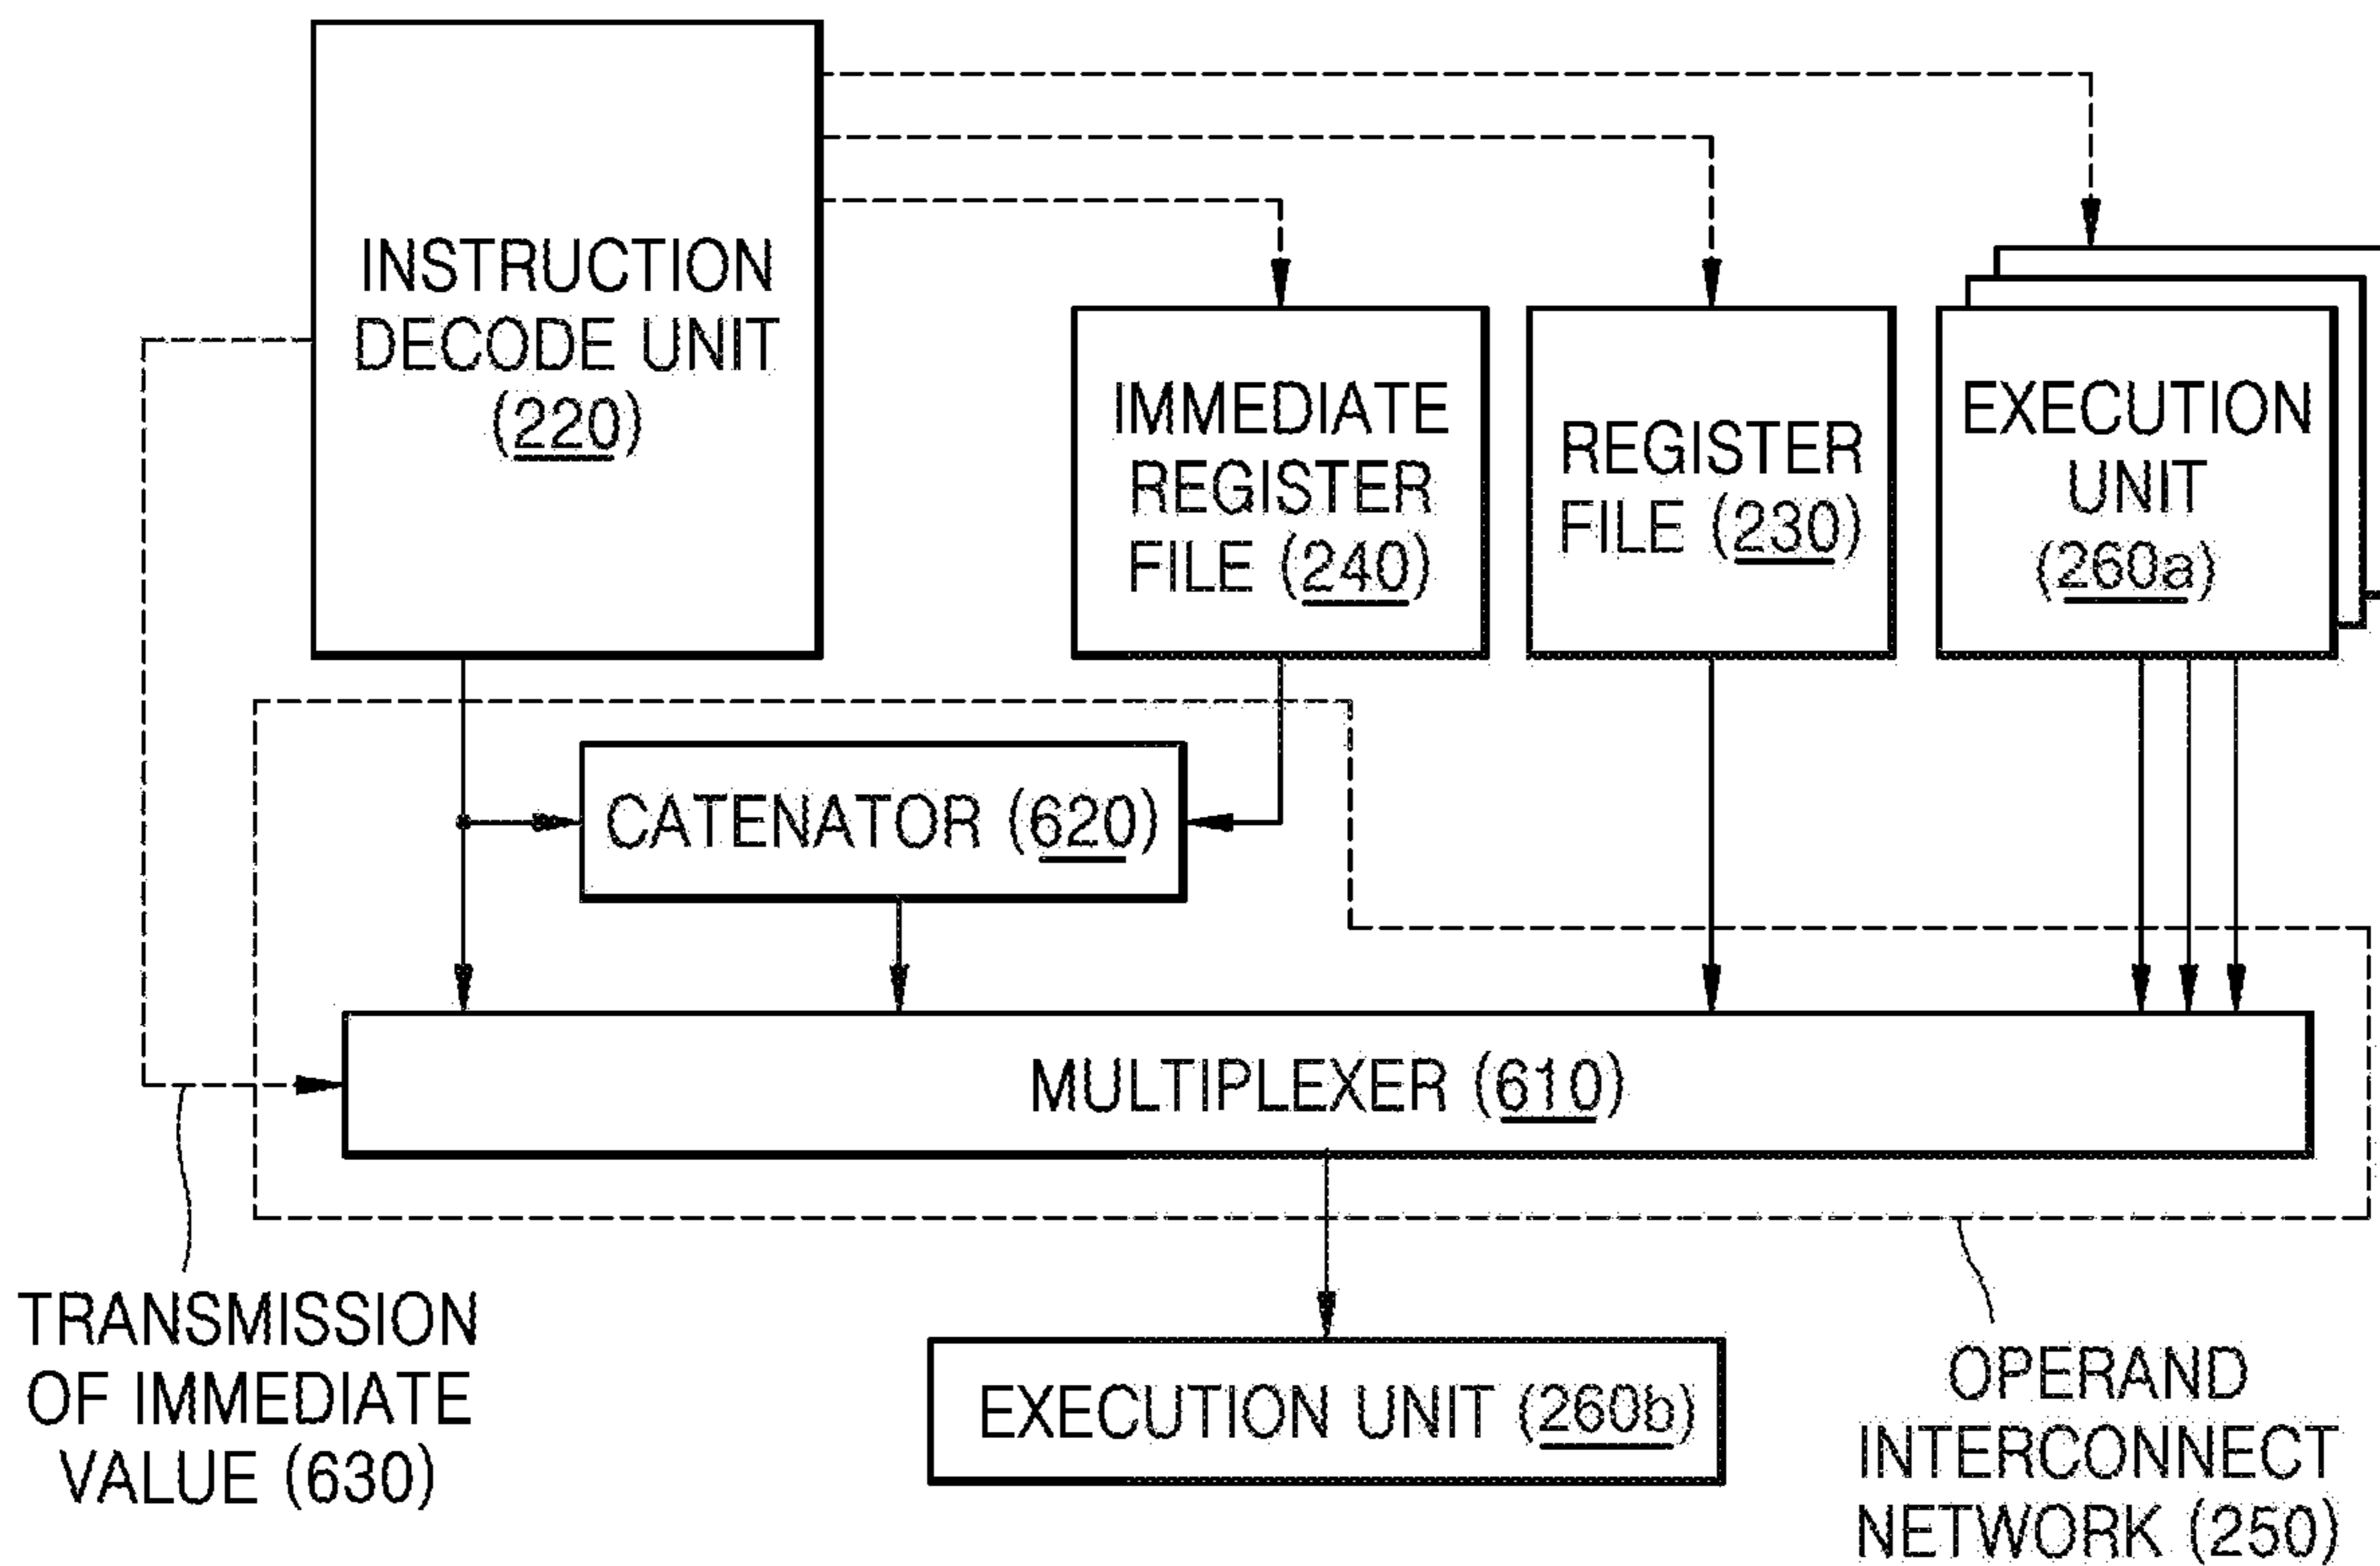 INSTRUCTION
DECODE UNIT
(220)
IMMEDIATE
REGISTER
FILE (240)
REGISTER
FILE (230)
EXECUTION
UNIT
(260a)
CATENATOR (620)
MULTIPLEXER (610)
TRANSMISSION
OF IMMEDIATE
VALUE (630)
EXECUTION UNIT (260b)
OPERAND
INTERCONNECT
NETWORK (250)